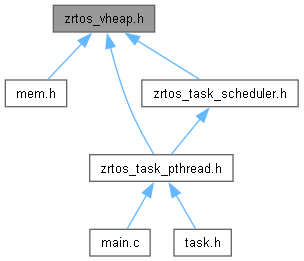 zrtos_vheap.h
mem.h
zrtos_task_scheduler.h
zrtos_task_pthread.h
main.c
task.h